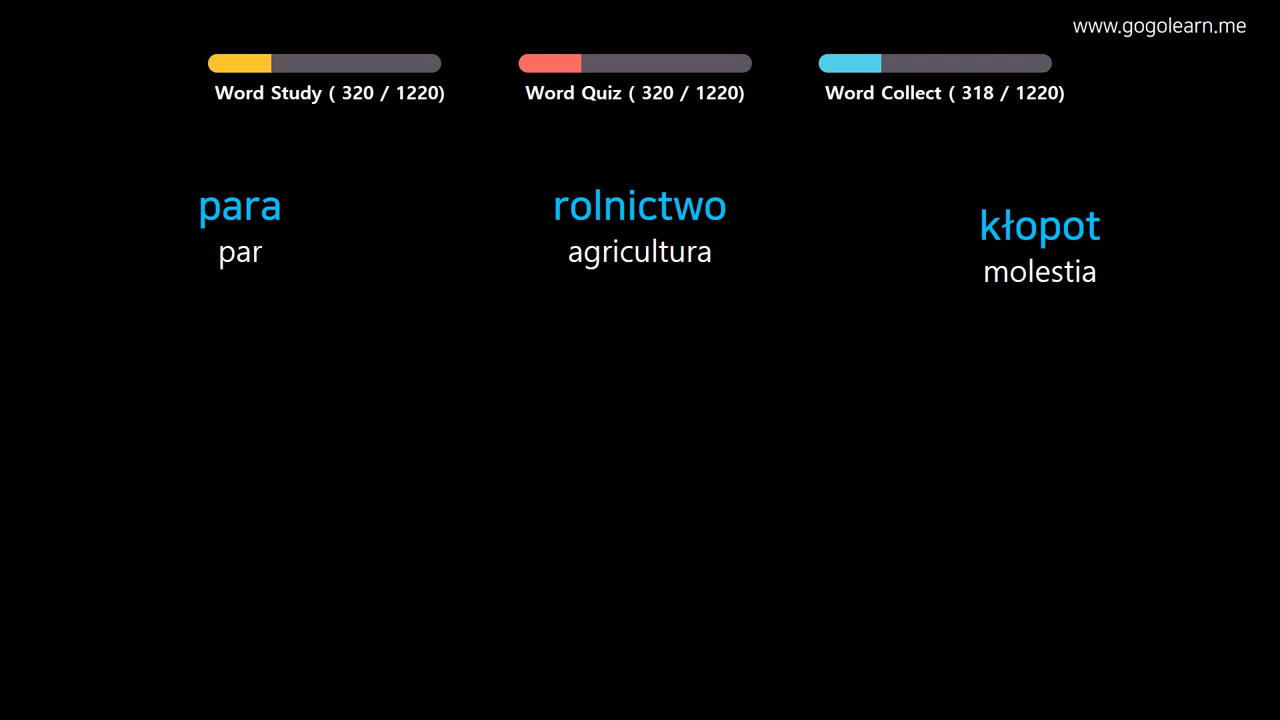 www.gogolearn.me
Word Study ( 320 / 1220)
Word Quiz ( 320 / 1220)
Word Collect ( 318 / 1220)
para
par
rolnictwo
agricultura
kłopot
molestia